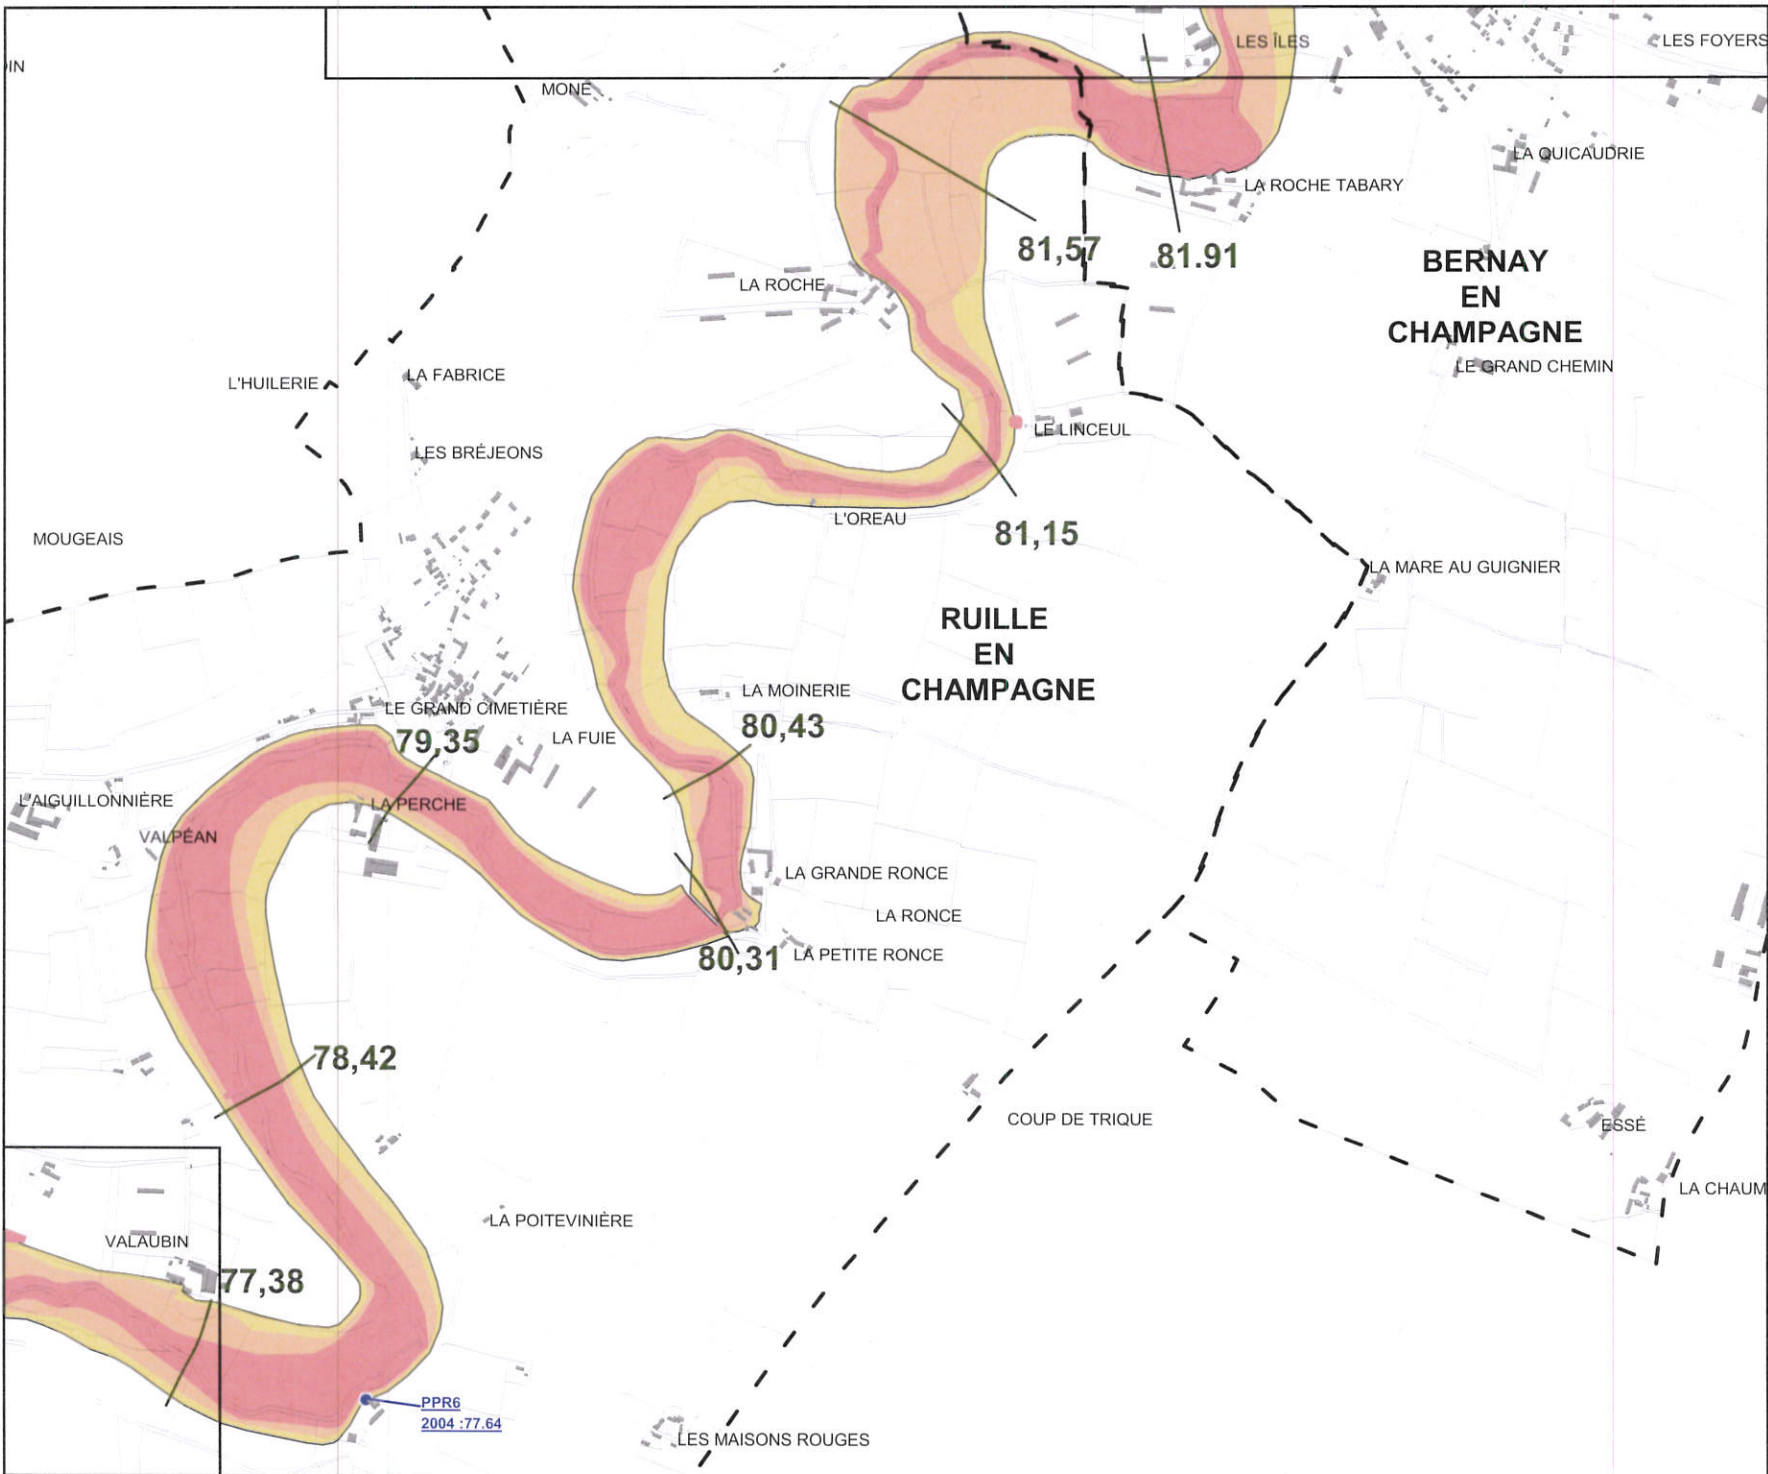 LES ÎLES
LES FOYERS
IN
MONÉ
LA QUICAUDRIE
LA ROCHE TABARY
81,57
81.91
BERNAY
EN
CHAMPAGNE
LA ROCHE
LE GRAND CHEMIN
L'HUILERIE
LA FABRICE
LE LINCEUL
LES BRÉJEONS
L'OREAU
81,15
MOUGEAIS
LA MARE AU GUIGNIER
RUILLE
EN
CHAMPAGNE
LA MOINERIE
LE GRAND CIMETIÈRE
80,43
79,35
LA FUIE
L'AIGUILLONNIÈRE
LA PERCHE
VALPÉAN
LA GRANDE RONCE
LA RONCE
80,31
LA PETITE RONCE
78,42
COUP DE TRIQUE
ESSÉ
LA CHAUM
LA POITEVINIÈRE
VALAUBIN
77,38
PPR6
2004 :77.64
LES MAISONS ROUGES